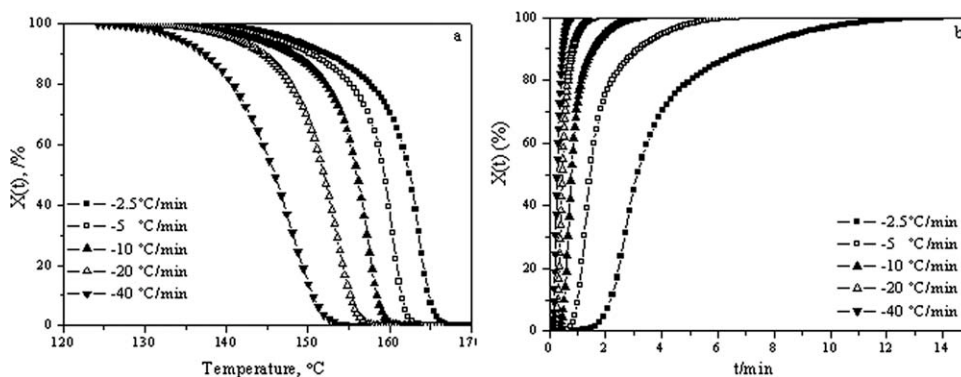 a
100
80
60
40
20
0
X(t), /%
-2.5°C/min
-5 °C/min
-10 °C/min
-20 °C/min
-40 °C/min
120 130 140 150 160 170
Temperature, °C
b
100
80
60
40
20
0
X(t) (%)
-2.5°C/min
-5 °C/min
-10 °C/min
-20 °C/min
-40 °C/min
0 2 4 6 8 10 12 14
t/min